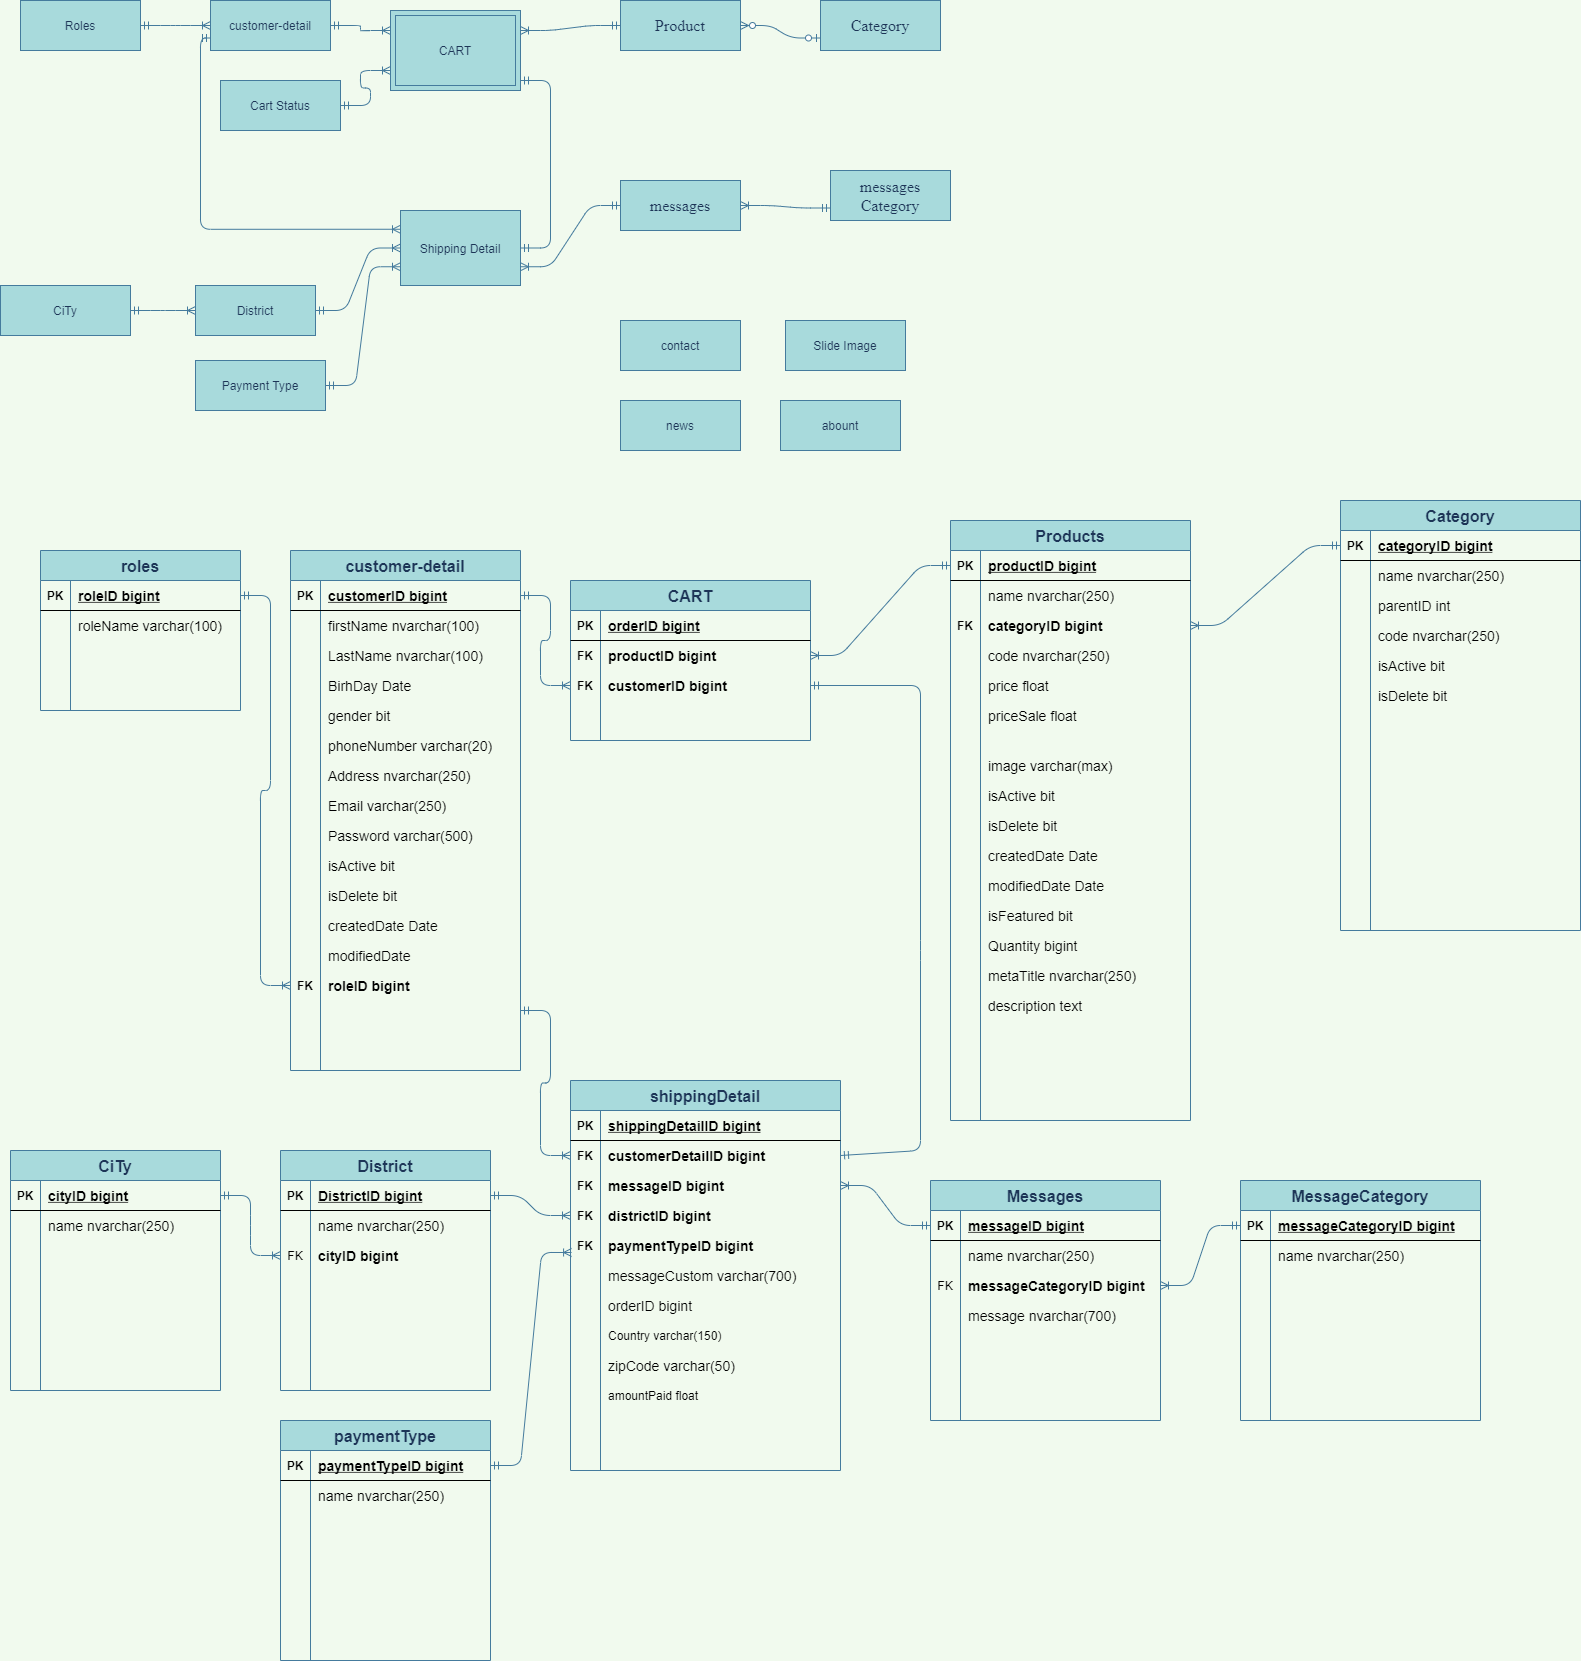 Roles
customer-detail
CART
Product
Category
Cart Status
messages
messages
Category
Shipping Detail
CiTy
District
Payment Type
contact
Slide Image
news
abount
roles
PK roleID bigint
roleName varchar(100)
customer-detail
PK customerID bigint
firstName nvarchar(100)
LastName nvarchar(100)
BirhDay Date
gender bit
phoneNumber varchar(20)
Address nvarchar(250)
Email varchar(250)
Password varchar(500)
isActive bit
isDelete bit
createdDate Date
modifiedDate
FK roleID bigint
CART
PK orderID bigint
FK productID bigint
FK customerID bigint
Products
PK productID bigint
name nvarchar(250)
FK categoryID bigint
code nvarchar(250)
price float
priceSale float
image varchar(max)
isActive bit
isDelete bit
createdDate Date
modifiedDate Date
isFeatured bit
Quantity bigint
metaTitle nvarchar(250)
description text
Category
PK categoryID bigint
name nvarchar(250)
parentID int
code nvarchar(250)
isActive bit
isDelete bit
CiTy
PK cityID bigint
name nvarchar(250)
District
PK DistrictID bigint
name nvarchar(250)
FK cityID bigint
paymentType
PK paymentTypeID bigint
name nvarchar(250)
shippingDetail
PK shippingDetailID bigint
FK customerDetailID bigint
FK messageID bigint
FK districtID bigint
FK paymentTypeID bigint
messageCustom varchar(700)
orderID bigint
Country varchar(150)
zipCode varchar(50)
amountPaid float
Messages
PK messageID bigint
name nvarchar(250)
FK messageCategoryID bigint
message nvarchar(700)
MessageCategory
PK messageCategoryID bigint
name nvarchar(250)